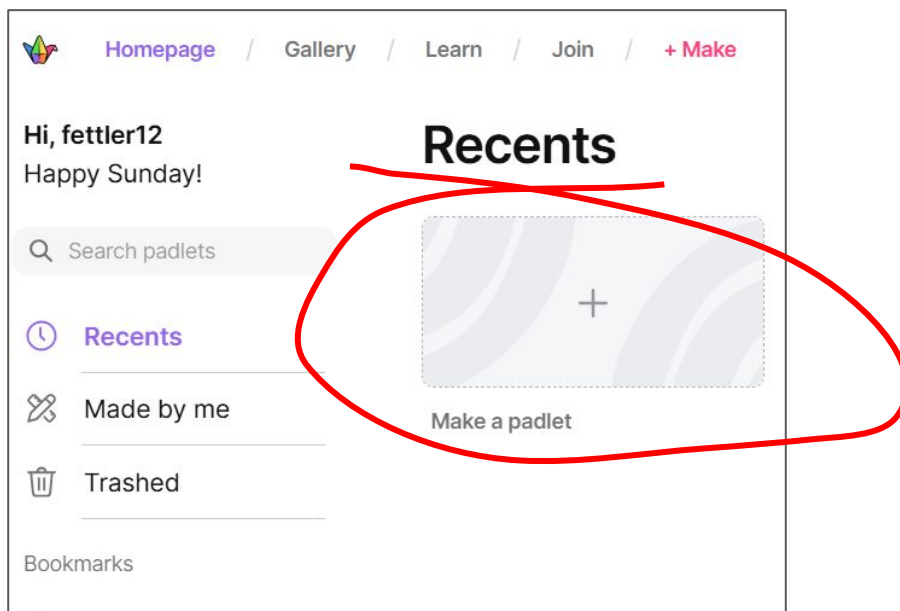 Homepage / Gallery / Learn / Join / + Make
Hi, fettler12
Happy Sunday!
Search padlets
Recents
Made by me
Trashed
Bookmarks
Recents
Make a padlet